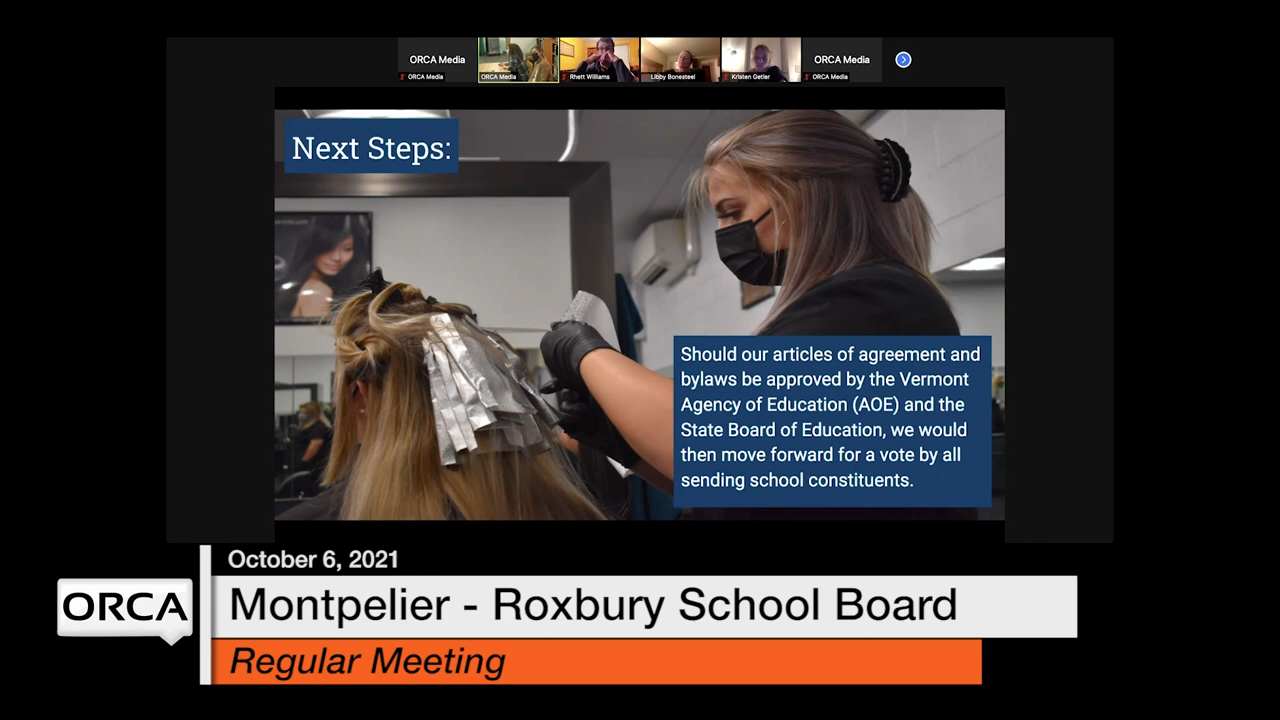 ORCA Media
ORCA Media
ORCA Media
ORCA Media
Rhett Williams
Libby Bonesteel
Kristen Getler
ORCA Media
Next Steps:
Should our articles of agreement and
bylaws be approved by the Vermont
Agency of Education (AOE) and the
State Board of Education, we would
then move forward for a vote by all
sending school constituents.
October 6, 2021
ORCA
Montpelier - Roxbury School Board
Regular Meeting